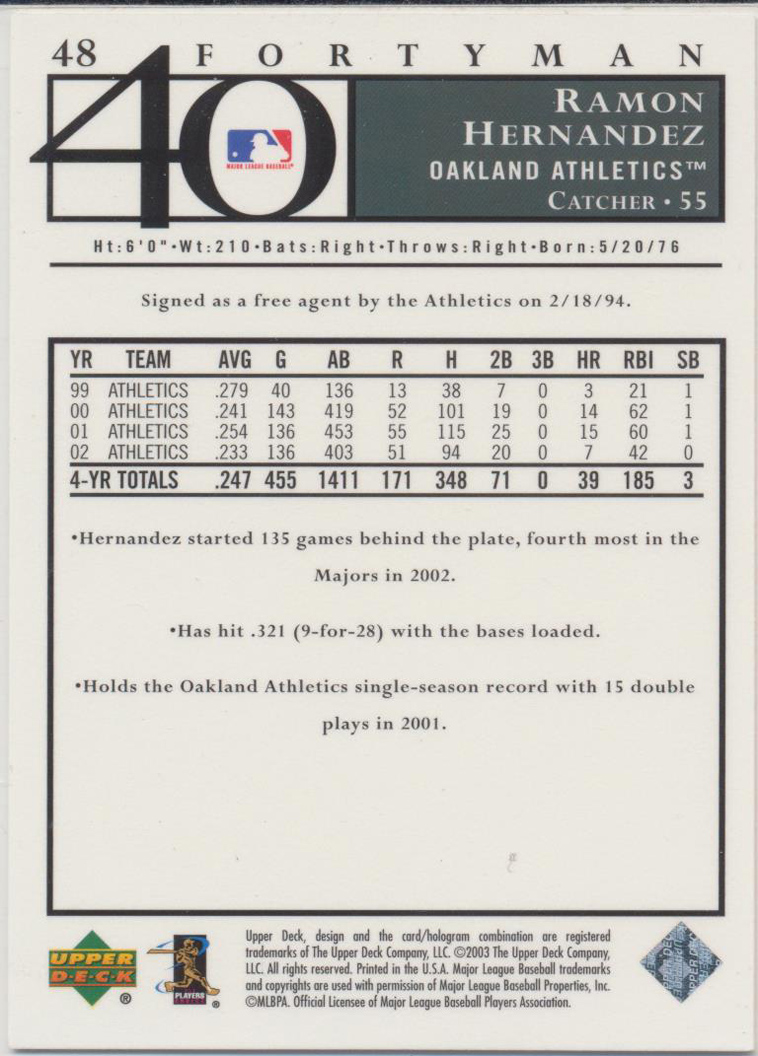 48 FORTYMAN
40
MAJOR LEAGUE BASEBALL®
RAMON
HERNANDEZ
OAKLAND ATHLETICS™
CATCHER • 55
Ht:6'0"•Wt:210•Bats:Right•Throws:Right•Born:5/20/76
Signed as a free agent by the Athletics on 2/18/94.
YR TEAM AVG G AB R H 2B 3B HR RBI SB
99 ATHLETICS .279 40 136 13 38 7 0 3 21 1
00 ATHLETICS .241 143 419 52 101 19 0 14 62 1
01 ATHLETICS .254 136 453 55 115 25 0 15 60 1
02 ATHLETICS .233 136 403 51 94 20 0 7 42 0
4-YR TOTALS .247 455 1411 171 348 71 0 39 185 3
•Hernandez started 135 games behind the plate, fourth most in the
Majors in 2002.
•Has hit .321 (9-for-28) with the bases loaded.
•Holds the Oakland Athletics single-season record with 15 double
plays in 2001.
UPPER
D•E•C•K
®
PLAYERS
®
Upper Deck, design and the card/hologram combination are registered
trademarks of The Upper Deck Company, LLC. ©2003 The Upper Deck Company,
LLC. All rights reserved. Printed in the U.S.A. Major League Baseball trademarks
and copyrights are used with permission of Major League Baseball Properties, Inc.
©MLBPA. Official Licensee of Major League Baseball Players Association.